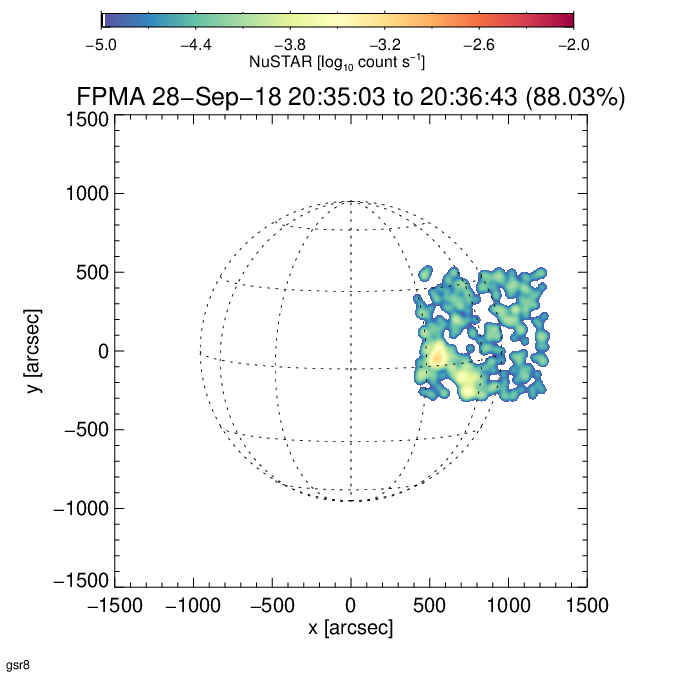 −5.0 −4.4 −3.8 −3.2 −2.6 −2.0
NuSTAR [log₁₀ count s⁻¹]
FPMA 28−Sep−18 20:35:03 to 20:36:43 (88.03%)
1500
1000
500
0
−500
−1000
−1500
y [arcsec]
−1500 −1000 −500 0 500 1000 1500
x [arcsec]
gsr8